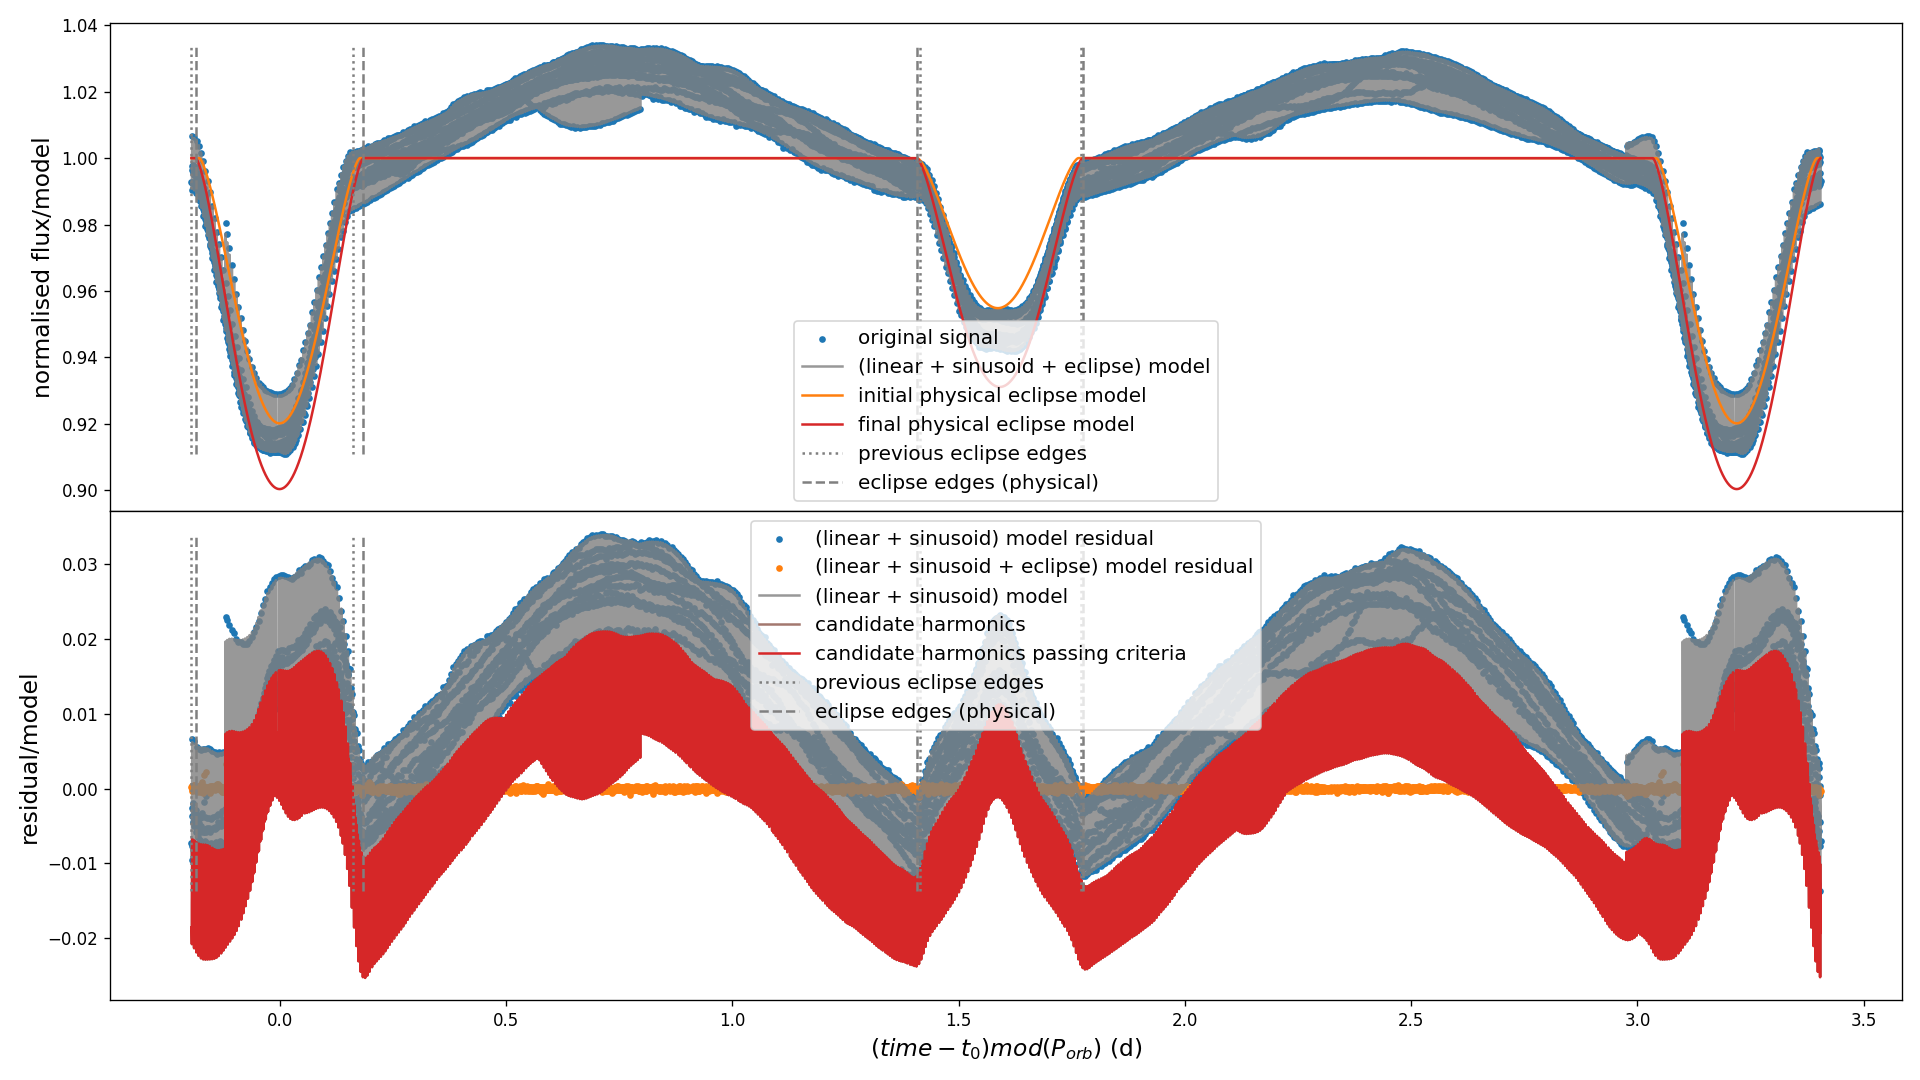 1.04
1.02
1.00
0.98
0.96
0.94
0.92
0.90
normalised flux/model
original signal
(linear + sinusoid + eclipse) model
initial physical eclipse model
final physical eclipse model
previous eclipse edges
eclipse edges (physical)
0.03
0.02
0.01
0.00
−0.01
−0.02
residual/model
(linear + sinusoid) model residual
(linear + sinusoid + eclipse) model residual
(linear + sinusoid) model
candidate harmonics
candidate harmonics passing criteria
previous eclipse edges
eclipse edges (physical)
0.0 0.5 1.0 1.5 2.0 2.5 3.0 3.5
(time − t₀)mod(Pₒᵣb) (d)